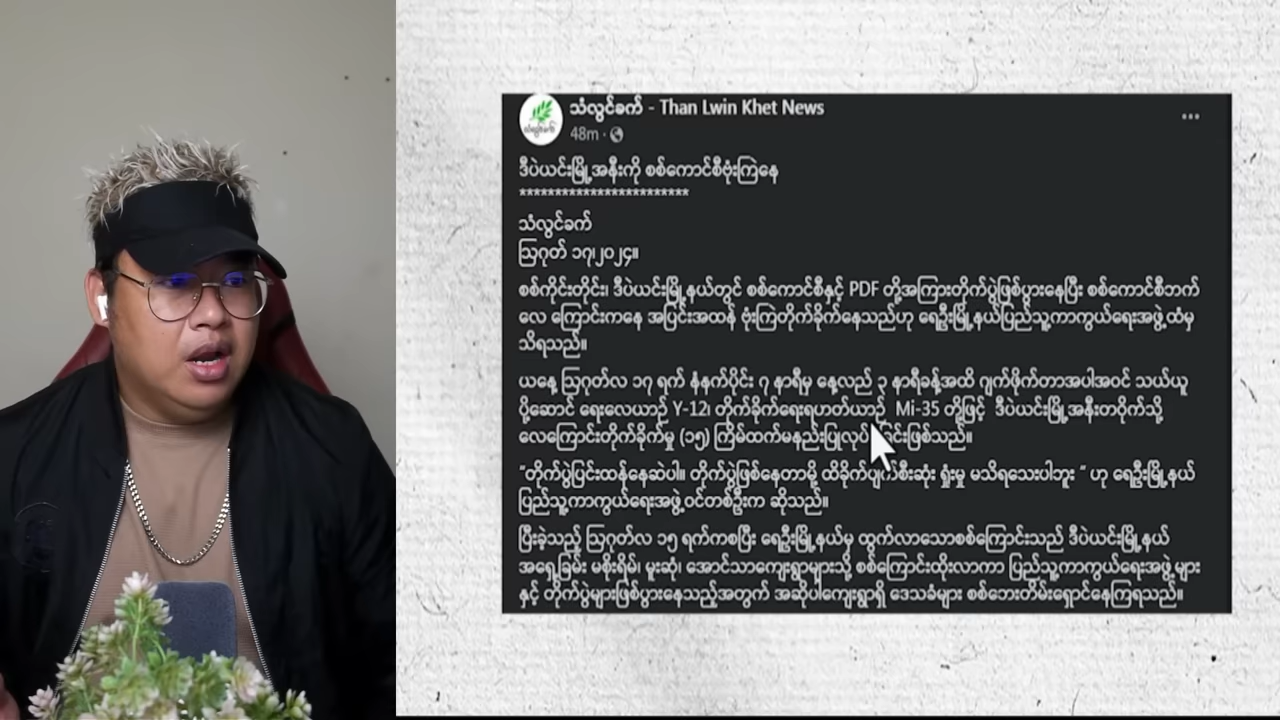 သံလွင်ခက် - Than Lwin Khet News
48m
ဒီပဲယင်းမြို့အနီးကို စစ်ကောင်စီဗုံးကြဲနေ
************************
သံလွင်ခက်
ဩဂုတ် ၁၇၊၂၀၂၄။
စစ်ကိုင်းတိုင်း၊ ဒီပဲယင်းမြို့နယ်တွင် စစ်ကောင်စီနှင့် PDF တို့အကြားတိုက်ပွဲဖြစ်ပွားနေပြီး စစ်ကောင်စီဘက်
လေ ကြောင်းကနေ အပြင်းအထန် ဗုံးကြဲတိုက်ခိုက်နေသည်ဟု ရေဦးမြို့နယ်ပြည်သူ့ကာကွယ်ရေးအဖွဲ့ထံမှ
သိရသည်။
ယနေ့ ဩဂုတ်လ ၁၇ ရက် နံနက်ပိုင်း ၇ နာရီမှ နေ့လည် ၃ နာရီခန့်အထိ ဂျက်ဖိုက်တာအပါအဝင် သယ်ယူ
ပို့ဆောင် ရေးလေယာဉ် Y-12၊ တိုက်ခိုက်ရေးရဟတ်ယာဉ် Mi-35 တို့ဖြင့် ဒီပဲယင်းမြို့အနီးတဝိုက်သို့
လေကြောင်းတိုက်ခိုက်မှု (၁၅) ကြိမ်ထက်မနည်းပြုလုပ်ခြင်းဖြစ်သည်။
“တိုက်ပွဲပြင်းထန်နေဆဲပါ။ တိုက်ပွဲဖြစ်နေတာမို့ ထိခိုက်ပျက်စီးဆုံး ရှုံးမှု မသိရသေးပါဘူး “ ဟု ရေဦးမြို့နယ်
ပြည်သူ့ကာကွယ်ရေးအဖွဲ့ဝင်တစ်ဦးက ဆိုသည်။
ပြီးခဲ့သည့် ဩဂုတ်လ ၁၅ ရက်ကစပြီး ရေဦးမြို့နယ်မှ ထွက်လာသောစစ်ကြောင်းသည် ဒီပဲယင်းမြို့နယ်
အရှေ့ခြမ်း မစိုးရိမ်၊ မူးဆုံ၊ အောင်သာကျေးရွာများသို့ စစ်ကြောင်းထိုးလာကာ ပြည်သူ့ကာကွယ်ရေးအဖွဲ့များ
နှင့် တိုက်ပွဲများဖြစ်ပွားနေသည့်အတွက် အဆိုပါကျေးရွာရှိ ဒေသခံများ စစ်ဘေးတိမ်းရှောင်နေကြရသည်။